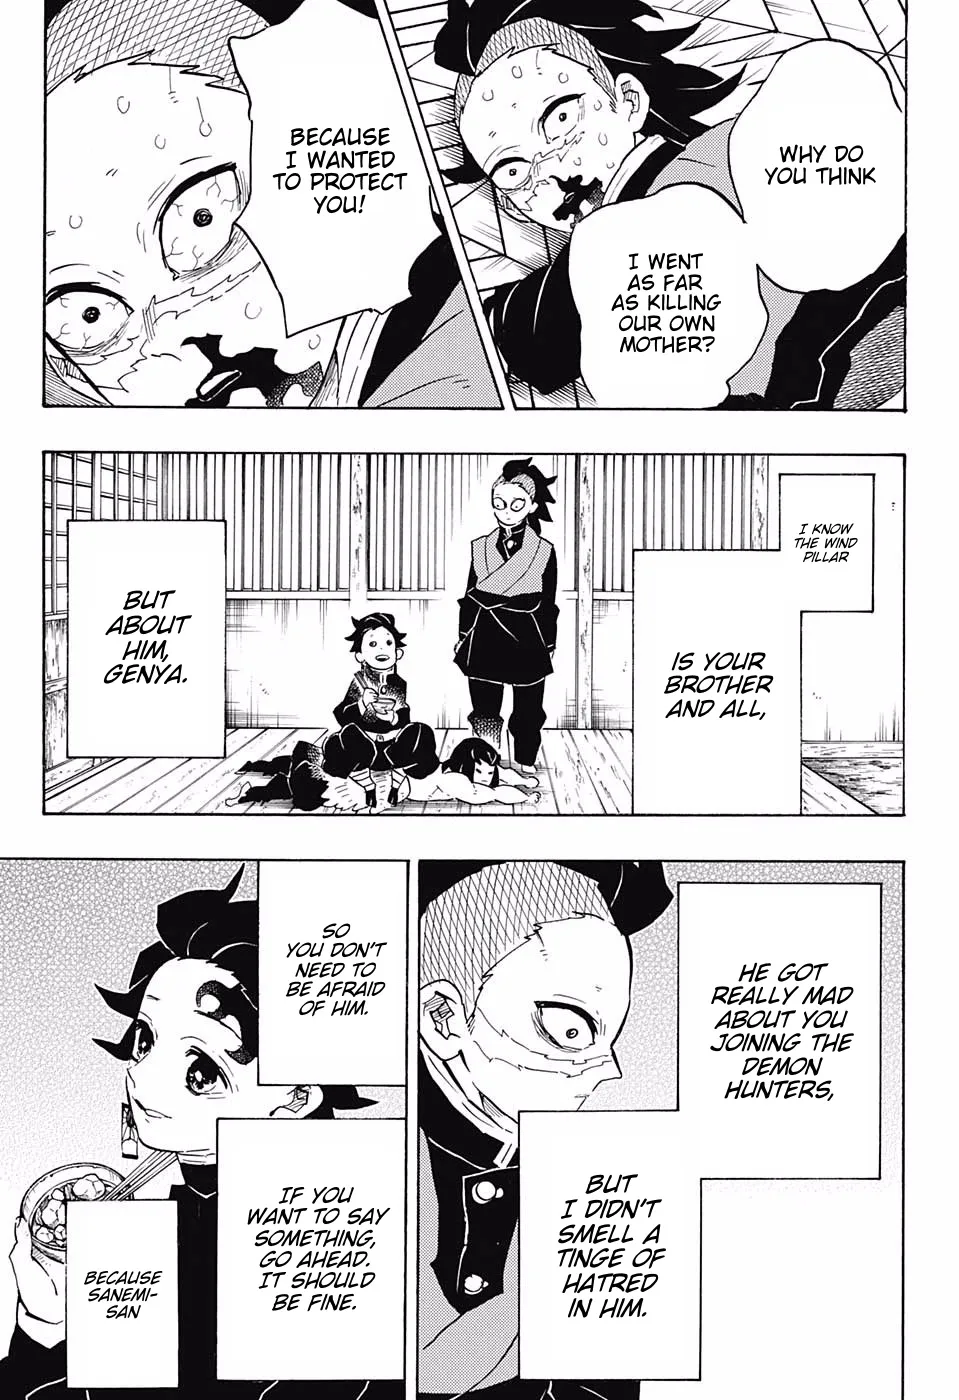 WHY DO
YOU THINK
I WENT
AS FAR
AS KILLING
OUR OWN
MOTHER?
BECAUSE
I WANTED
TO PROTECT
YOU!
I KNOW
THE WIND
PILLAR
IS YOUR
BROTHER
AND ALL,
BUT
ABOUT
HIM,
GENYA.
HE GOT
REALLY MAD
ABOUT YOU
JOINING THE
DEMON
HUNTERS,
BUT
I DIDN'T
SMELL A
TINGE OF
HATRED
IN HIM.
SO
YOU DON'T
NEED TO
BE AFRAID
OF HIM.
IF YOU
WANT TO SAY
SOMETHING,
GO AHEAD.
IT SHOULD
BE FINE.
BECAUSE
SANEMI-
SAN